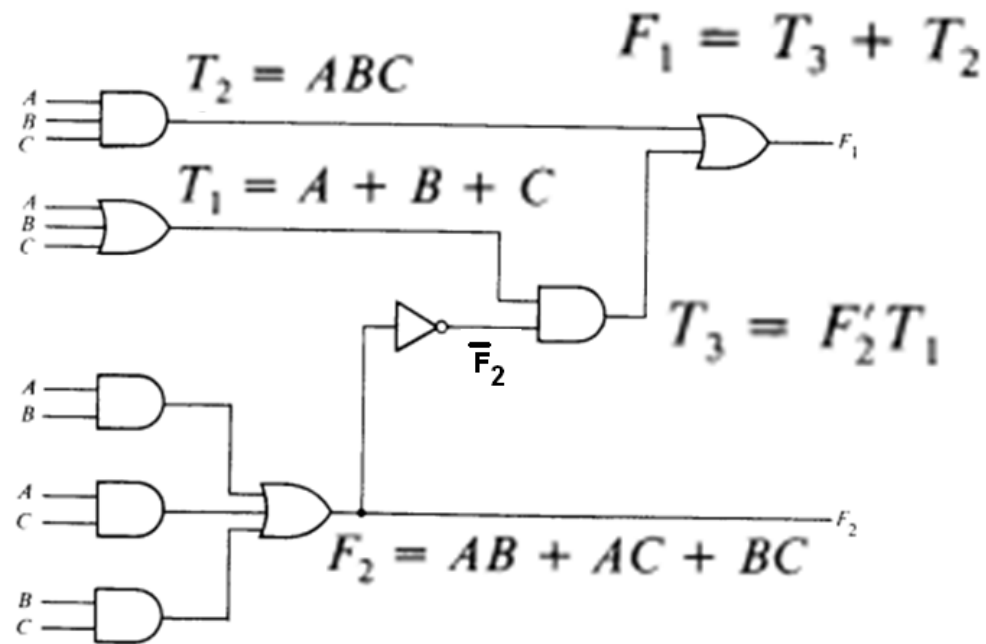 F₁ = T₃ + T₂
T₂ = ABC
A
B
C
F₁
T₁ = A + B + C
A
B
C
T₃ = F₂′T₁
F̅₂
A
B
A
C
F₂
F₂ = AB + AC + BC
B
C